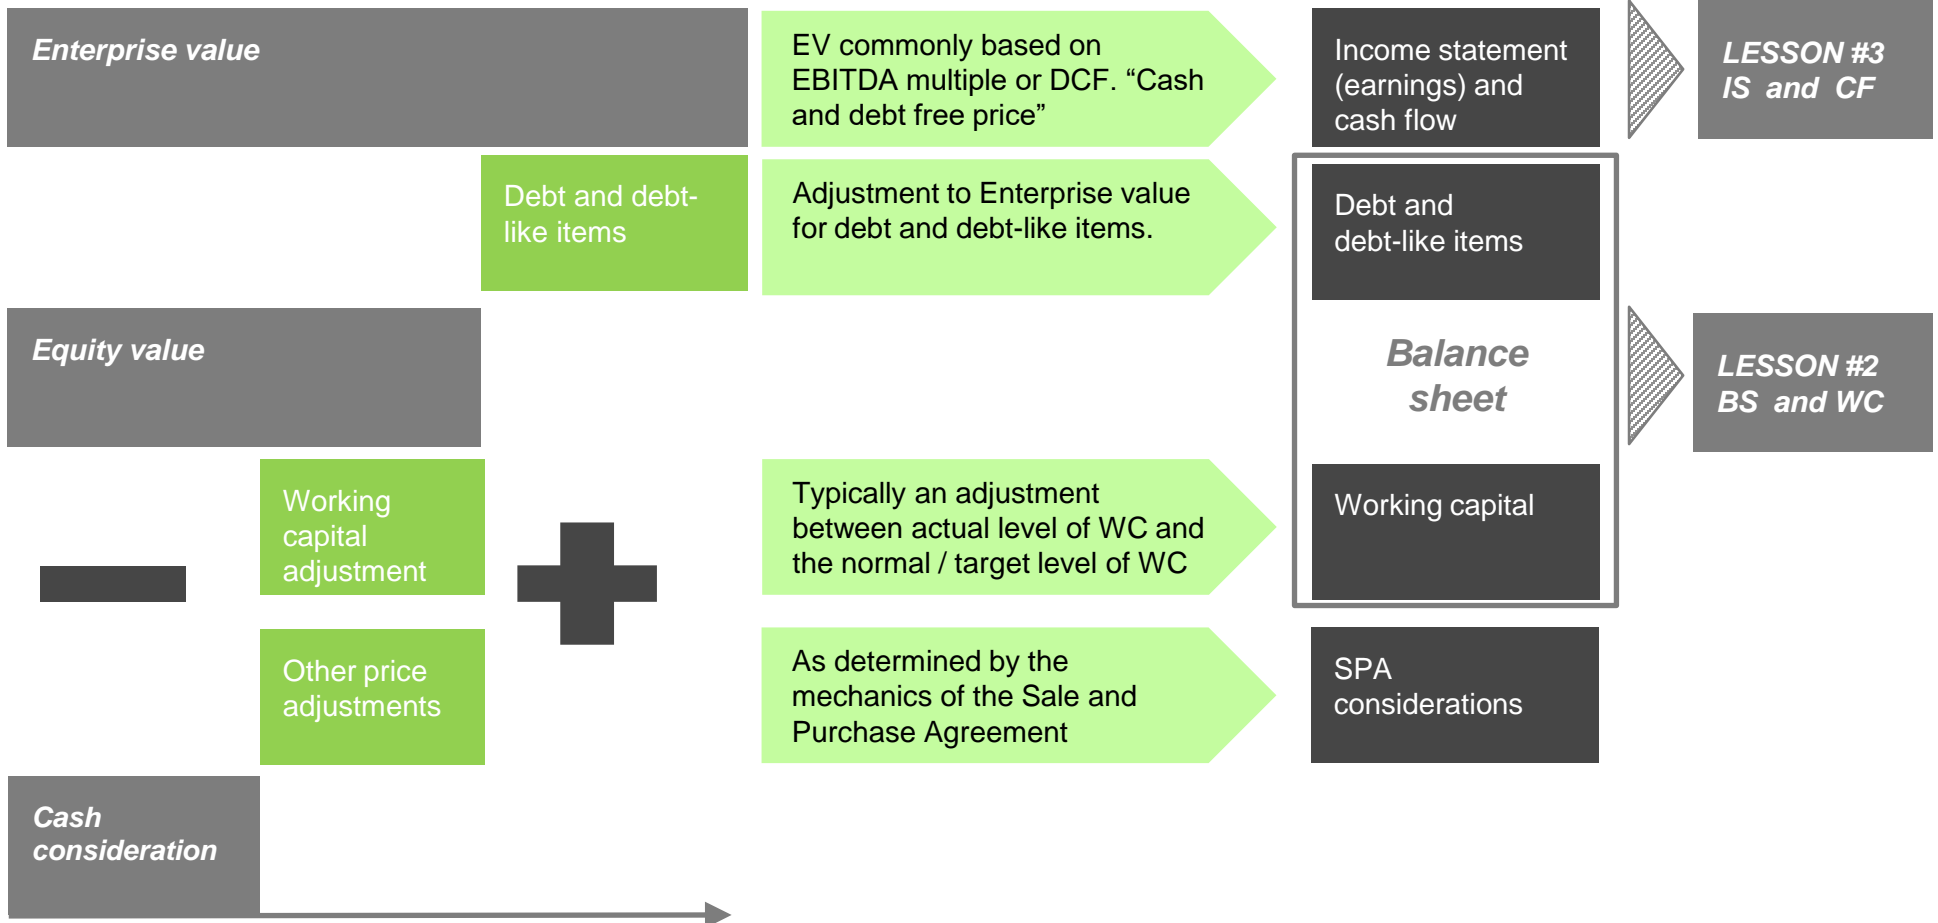 Enterprise value
EV commonly based on
EBITDA multiple or DCF. “Cash
and debt free price”
Income statement
(earnings) and
cash flow
LESSON #3
IS and CF
Debt and debt-
like items
Adjustment to Enterprise value
for debt and debt-like items.
Debt and
debt-like items
Equity value
Balance
sheet
LESSON #2
BS and WC
Working
capital
adjustment
Typically an adjustment
between actual level of WC and
the normal / target level of WC
Working capital
Other price
adjustments
As determined by the
mechanics of the Sale and
Purchase Agreement
SPA
considerations
Cash
consideration